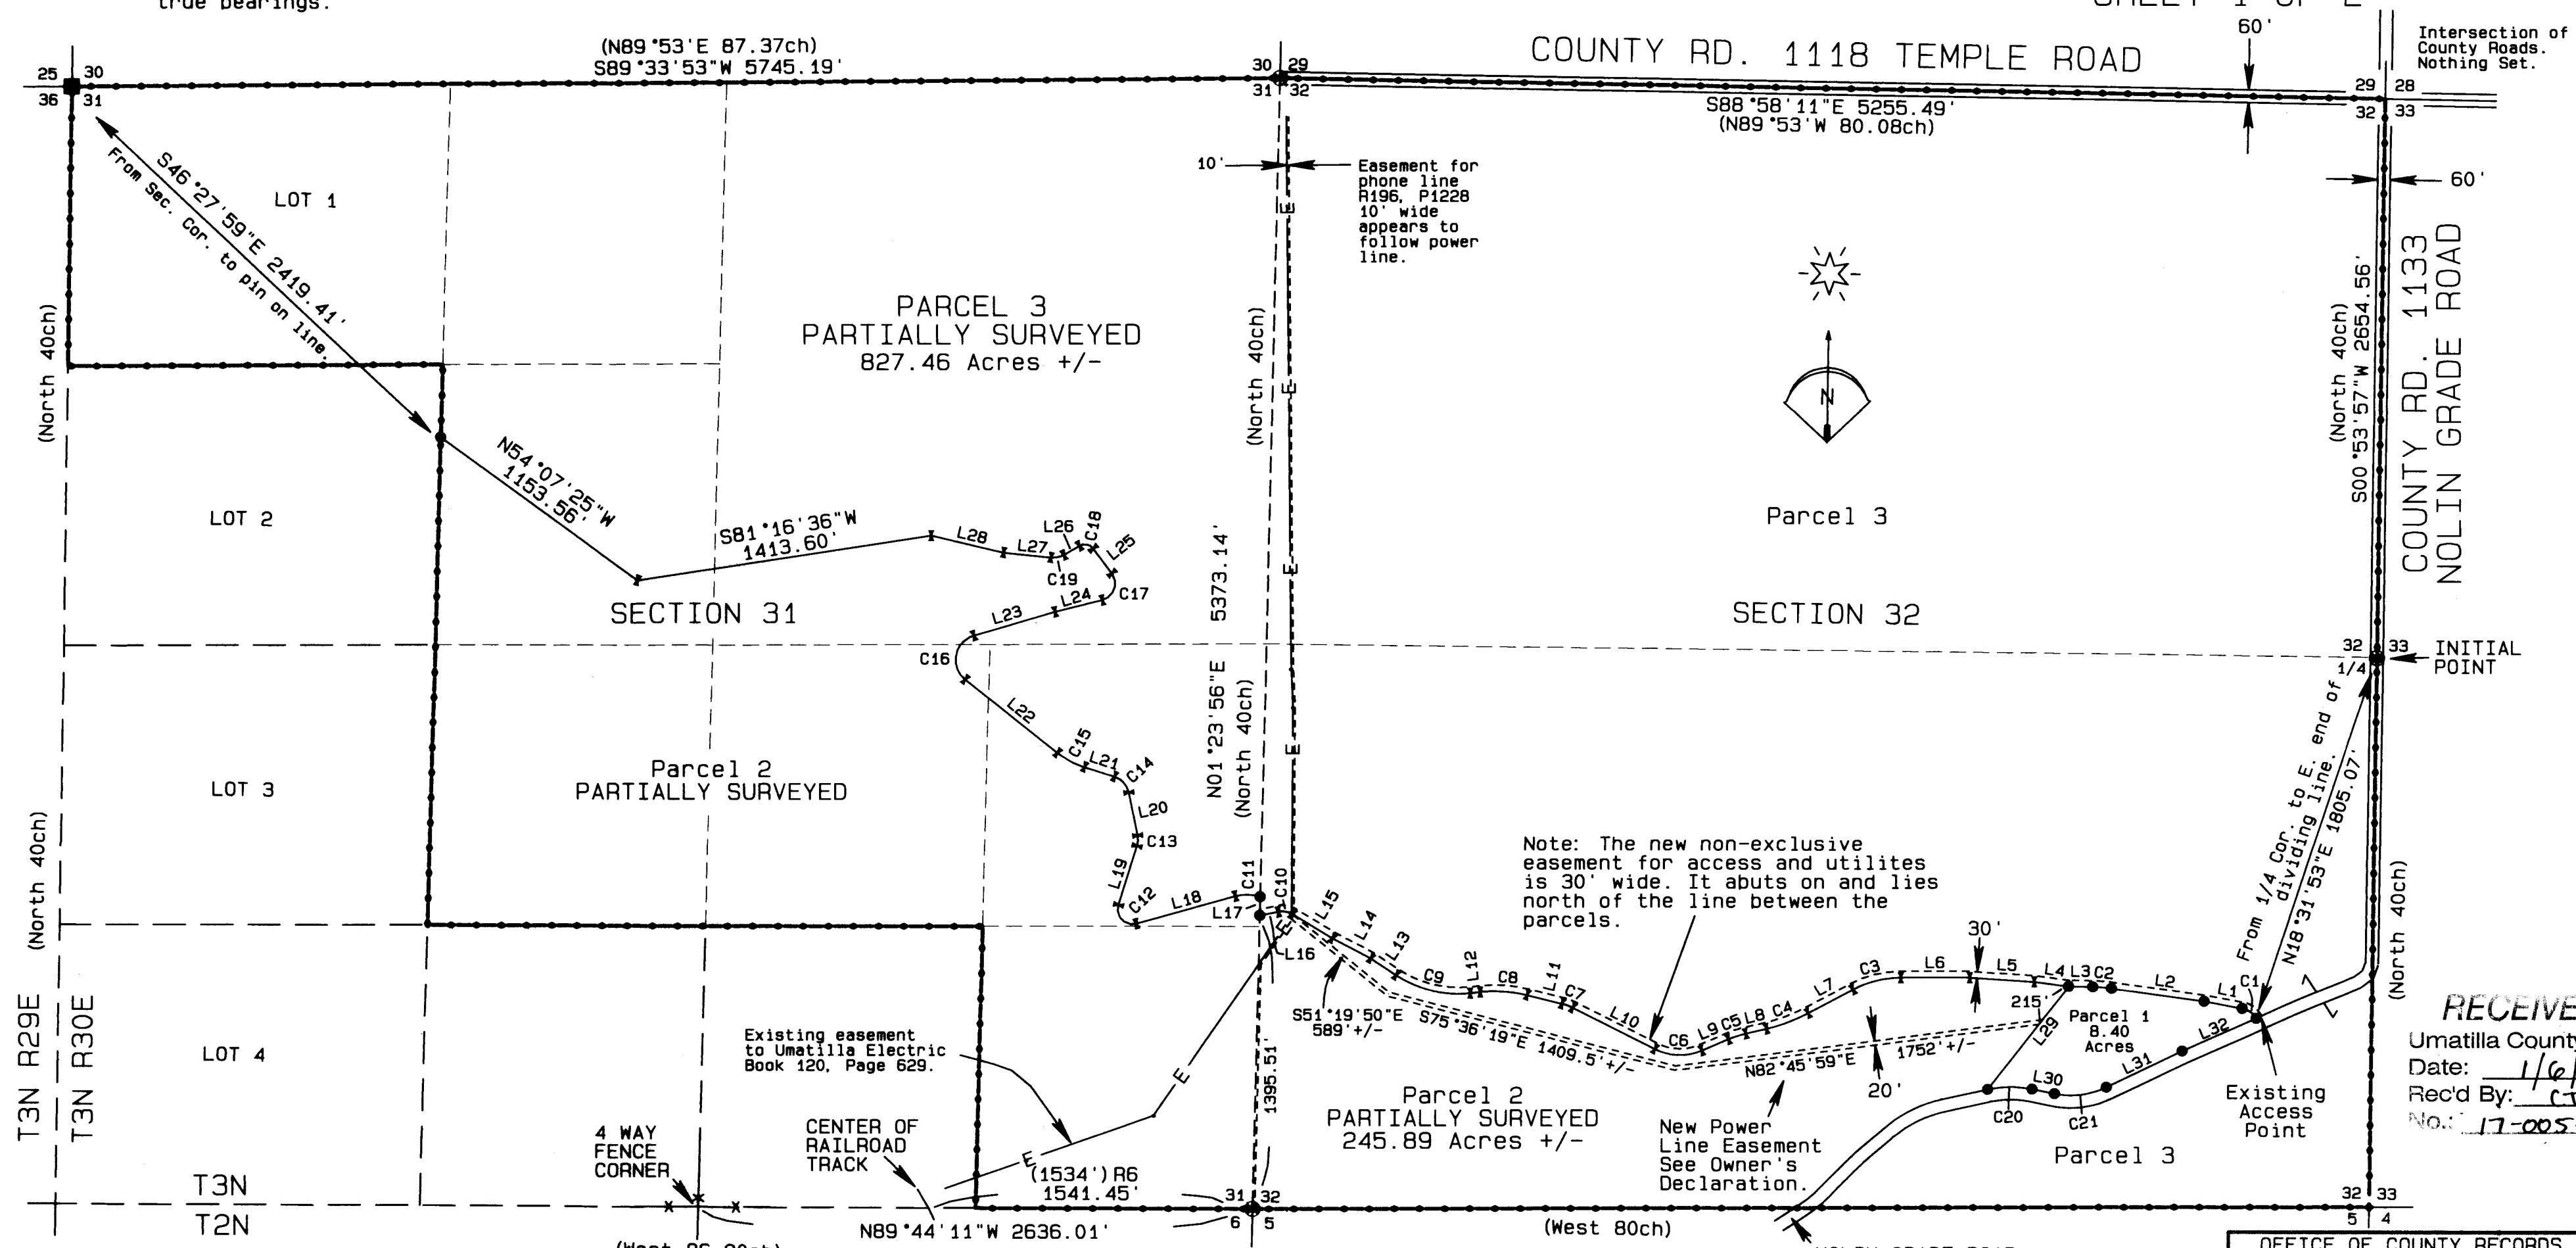 true bearings.
SHEET 1 OF 2
(N89°53'E 87.37ch)
S89°33'53"W 5745.19'
COUNTY RD. 1118 TEMPLE ROAD
60'
Intersection of
County Roads.
Nothing Set.
25 30
36 31
30 29
31 32
29 28
32 33
S88°58'11"E 5255.49'
(N89°53'W 80.08ch)
S46°27'59"E 2419.41'
From Sec. Cor. to pin on line.
LOT 1
10'
Easement for
phone line
R196, P1228
10' wide
appears to
follow power
line.
60'
COUNTY RD. 1133
NOLIN GRADE ROAD
(North 40ch)
S00°53'57"W 2654.56'
(North 40ch)
PARCEL 3
PARTIALLY SURVEYED
827.46 Acres +/-
(North 40ch)
E
E
E
E
N
N54°07'25"W
1153.56'
LOT 2
S81°16'36"W
1413.60'
L28
L27
L26
C19
C18
L25
C17
L24
L23
C16
Parcel 3
SECTION 31
SECTION 32
5373.14'
N01°23'56"E
(North 40ch)
32 33
1/4
INITIAL
POINT
L22
C15
L21
C14
L20
C13
L19
C12
L18
C11
C10
L17
L16
LOT 3
Parcel 2
PARTIALLY SURVEYED
(North 40ch)
Note: The new non-exclusive
easement for access and utilites
is 30' wide. It abuts on and lies
north of the line between the
parcels.
From 1/4 Cor. to E. end of
dividing line.
N18°31'53"E 1805.07'
(North 40ch)
L15
L14
L13
C9
L12
C8
L11
C7
L10
C6
L9
C5
L8
C4
L7
C3
L6
30'
L5
L4
L3
C2
L2
L1
C1
S51°19'50"E
589'+/-
S75°36'19"E 1409.5'+/-
N82°45'59"E 1752'+/-
20'
215'
L29
Parcel 1
8.40
Acres
L32
L31
L30
C20
C21
Existing
Access
Point
Z
Z
T3N R29E
T3N R30E
LOT 4
Existing easement
to Umatilla Electric
Book 120, Page 629.
E
E
E
1395.51'
Parcel 2
PARTIALLY SURVEYED
245.89 Acres +/-
New Power
Line Easement
See Owner's
Declaration.
Parcel 3
RECEIVE
Umatilla County
Date: 1/6/
Rec'd By:
No.: 17-005
4 WAY
FENCE
CORNER
CENTER OF
RAILROAD
TRACK
(1534')R6
1541.45'
T3N
T2N
31 32
6 5
N89°44'11"W 2636.01'
(West 80ch)
32 33
5 4
OFFICE OF COUNTY RECORDS